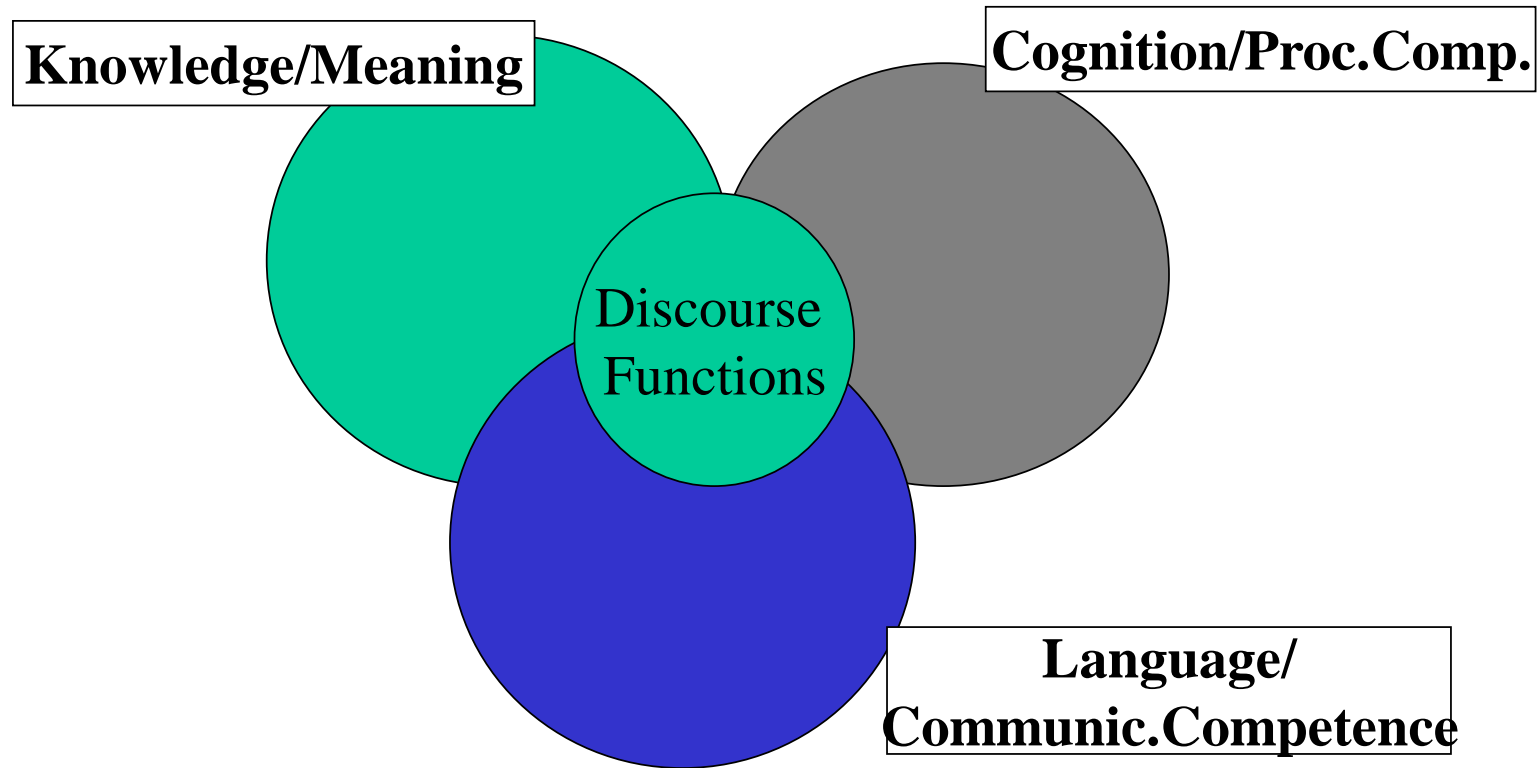 Knowledge/Meaning
Cognition/Proc.Comp.
Discourse
Functions
Language/
Communic.Competence